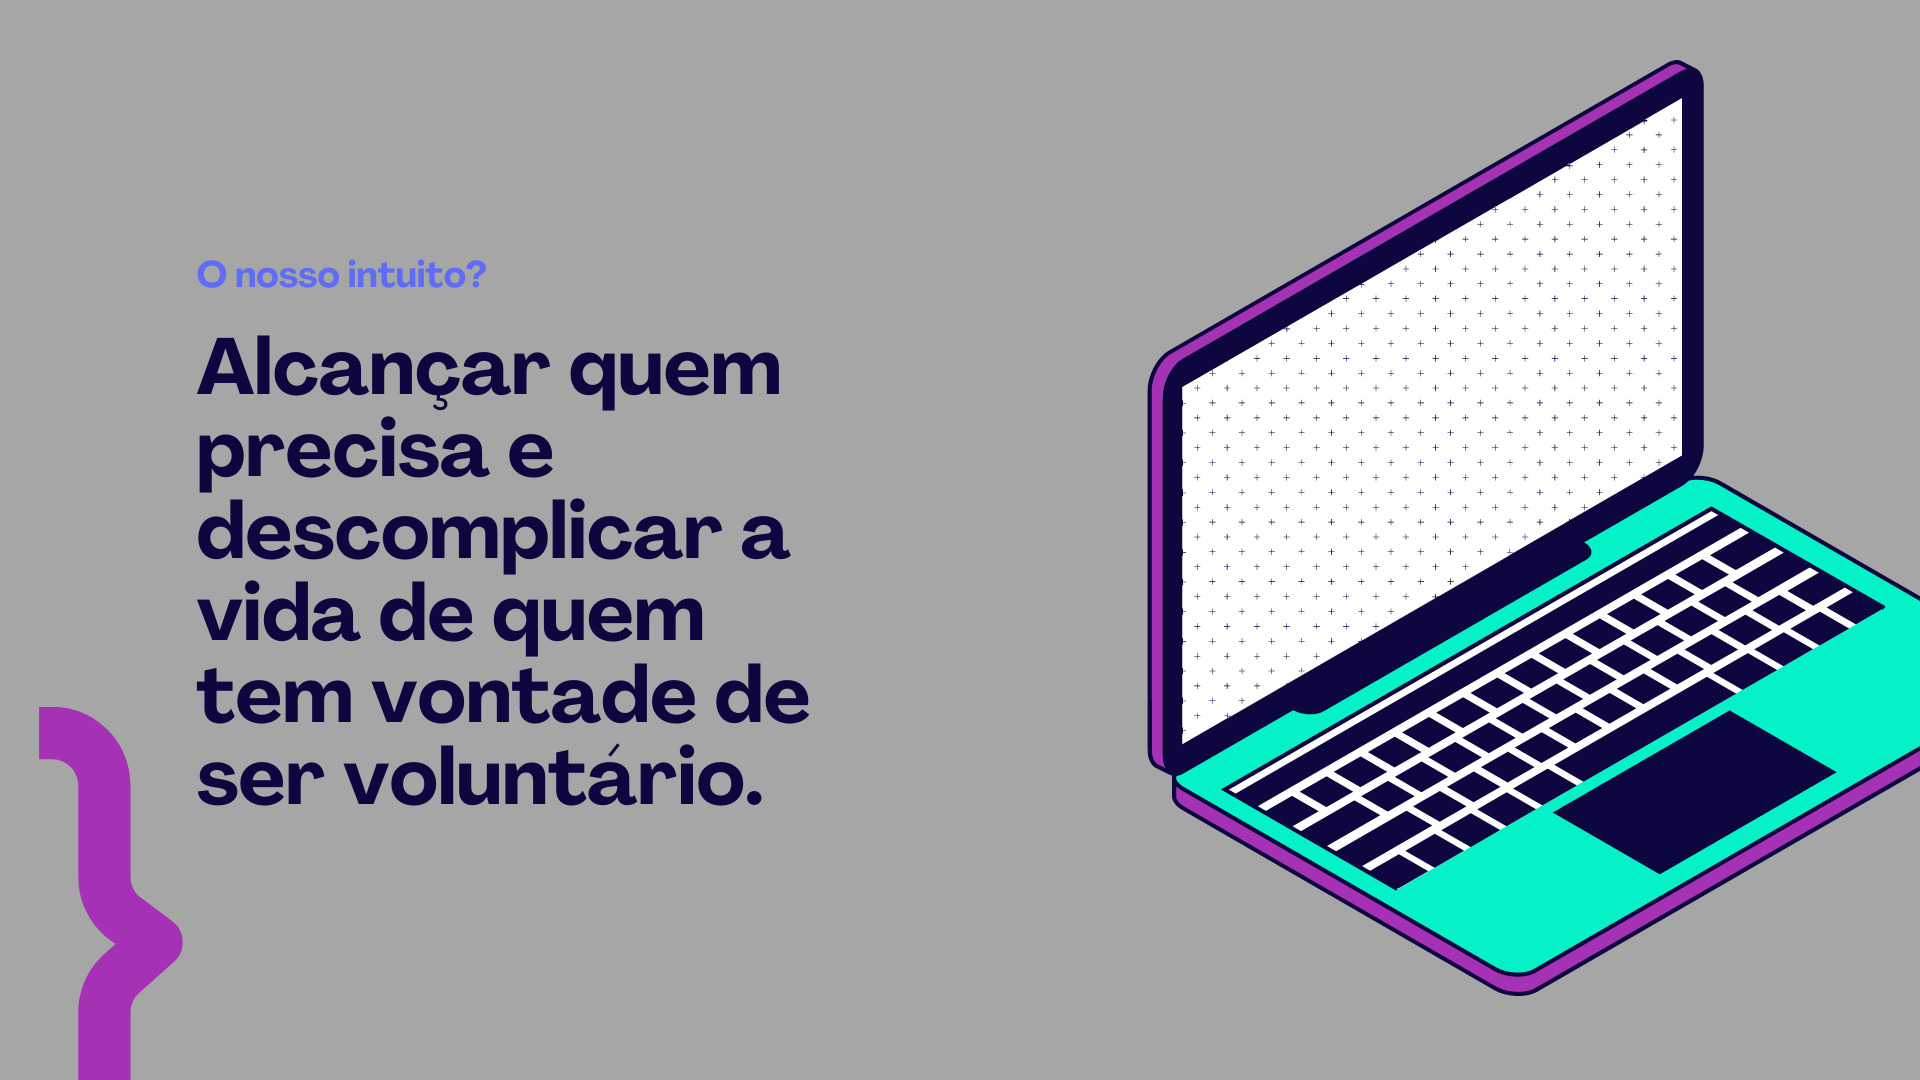 O nosso intuito?
Alcançar quem
precisa e
descomplicar a
vida de quem
tem vontade de
ser voluntário.